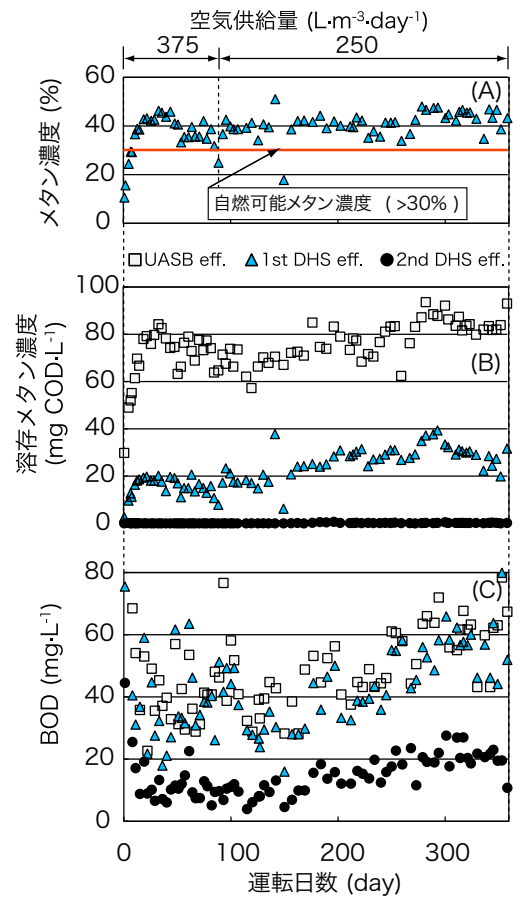 空気供給量 (L·m-3·day-1)
375 250
(A)
メタン濃度 (%)
60
40
20
0
自燃可能メタン濃度 ( >30% )
UASB eff. 1st DHS eff. 2nd DHS eff.
(B)
溶存メタン濃度
(mg COD·L-1)
100
80
60
40
20
0
(C)
BOD (mg·L-1)
80
60
40
20
0
0 100 200 300
運転日数 (day)